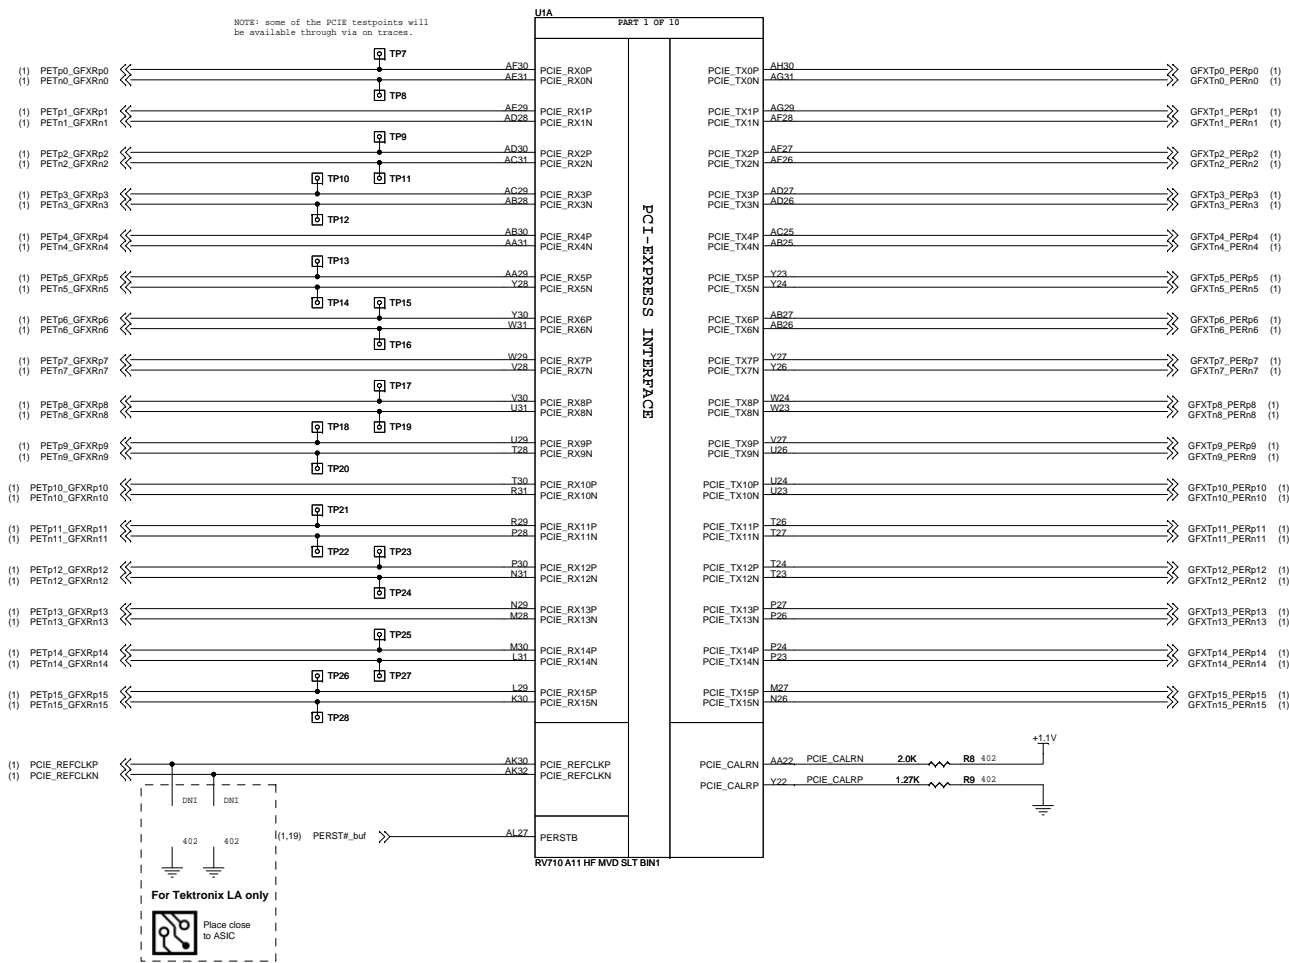 U1A
NOTE: some of the PCIE testpoints will
be available through via on traces.
PART 1 OF 10
TP7
(1) PETp0_GFXRp0 AF30 PCIE_RX0P PCIE_TX0P AH30 GFXTp0_PERp0 (1)
(1) PETn0_GFXRn0 AE31 PCIE_RX0N PCIE_TX0N AG31 GFXTn0_PERn0 (1)
TP8
(1) PETp1_GFXRp1 AE29 PCIE_RX1P PCIE_TX1P AG29 GFXTp1_PERp1 (1)
(1) PETn1_GFXRn1 AD28 PCIE_RX1N PCIE_TX1N AF28 GFXTn1_PERn1 (1)
TP9
(1) PETp2_GFXRp2 AD30 PCIE_RX2P PCIE_TX2P AF27 GFXTp2_PERp2 (1)
(1) PETn2_GFXRn2 AC31 PCIE_RX2N PCIE_TX2N AF26 GFXTn2_PERn2 (1)
TP10 TP11
(1) PETp3_GFXRp3 AC29 PCIE_RX3P PCIE_TX3P AD27 GFXTp3_PERp3 (1)
(1) PETn3_GFXRn3 AB28 PCIE_RX3N PCIE_TX3N AD26 GFXTn3_PERn3 (1)
TP12
(1) PETp4_GFXRp4 AB30 PCIE_RX4P PCIE_TX4P AC25 GFXTp4_PERp4 (1)
(1) PETn4_GFXRn4 AA31 PCIE_RX4N PCIE_TX4N AB25 GFXTn4_PERn4 (1)
TP13
(1) PETp5_GFXRp5 AA29 PCIE_RX5P PCIE_TX5P Y23 GFXTp5_PERp5 (1)
(1) PETn5_GFXRn5 Y28 PCIE_RX5N PCIE_TX5N Y24 GFXTn5_PERn5 (1)
TP14 TP15
(1) PETp6_GFXRp6 Y30 PCIE_RX6P PCIE_TX6P AB27 GFXTp6_PERp6 (1)
(1) PETn6_GFXRn6 W31 PCIE_RX6N PCIE_TX6N AB26 GFXTn6_PERn6 (1)
TP16
(1) PETp7_GFXRp7 W29 PCIE_RX7P PCIE_TX7P Y27 GFXTp7_PERp7 (1)
(1) PETn7_GFXRn7 V28 PCIE_RX7N PCIE_TX7N Y26 GFXTn7_PERn7 (1)
TP17
(1) PETp8_GFXRp8 V30 PCIE_RX8P PCIE_TX8P W24 GFXTp8_PERp8 (1)
(1) PETn8_GFXRn8 U31 PCIE_RX8N PCIE_TX8N W23 GFXTn8_PERn8 (1)
TP18 TP19
(1) PETp9_GFXRp9 U29 PCIE_RX9P PCIE_TX9P V27 GFXTp9_PERp9 (1)
(1) PETn9_GFXRn9 T28 PCIE_RX9N PCIE_TX9N U26 GFXTn9_PERn9 (1)
TP20
(1) PETp10_GFXRp10 T30 PCIE_RX10P PCIE_TX10P U24 GFXTp10_PERp10 (1)
(1) PETn10_GFXRn10 R31 PCIE_RX10N PCIE_TX10N U23 GFXTn10_PERn10 (1)
TP21
(1) PETp11_GFXRp11 R29 PCIE_RX11P PCIE_TX11P T26 GFXTp11_PERp11 (1)
(1) PETn11_GFXRn11 P28 PCIE_RX11N PCIE_TX11N T27 GFXTn11_PERn11 (1)
TP22 TP23
(1) PETp12_GFXRp12 P30 PCIE_RX12P PCIE_TX12P T24 GFXTp12_PERp12 (1)
(1) PETn12_GFXRn12 N31 PCIE_RX12N PCIE_TX12N T23 GFXTn12_PERn12 (1)
TP24
(1) PETp13_GFXRp13 N29 PCIE_RX13P PCIE_TX13P P27 GFXTp13_PERp13 (1)
(1) PETn13_GFXRn13 M28 PCIE_RX13N PCIE_TX13N P26 GFXTn13_PERn13 (1)
TP25
(1) PETp14_GFXRp14 M30 PCIE_RX14P PCIE_TX14P P24 GFXTp14_PERp14 (1)
(1) PETn14_GFXRn14 L31 PCIE_RX14N PCIE_TX14N P23 GFXTn14_PERn14 (1)
TP26 TP27
(1) PETp15_GFXRp15 L29 PCIE_RX15P PCIE_TX15P M27 GFXTp15_PERp15 (1)
(1) PETn15_GFXRn15 K30 PCIE_RX15N PCIE_TX15N N26 GFXTn15_PERn15 (1)
TP28
PCI-EXPRESS INTERFACE
+1.1V
(1) PCIE_REFCLKP AK30 PCIE_REFCLKP PCIE_CALRN AA22 PCIE_CALRN 2.0K R8 402
(1) PCIE_REFCLKN AK32 PCIE_REFCLKN PCIE_CALRP Y22 PCIE_CALRP 1.27K R9 402
DNI DNI
402 402
(1,19) PERST#_buf AL27 PERSTB
RV710 A11 HF MVD SLT BIN1
For Tektronix LA only
Place close
to ASIC